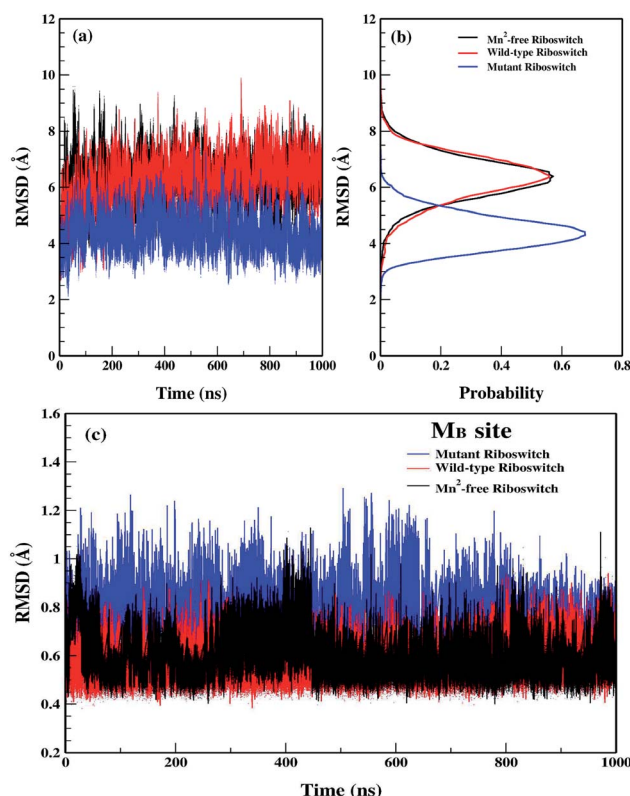 (a)
RMSD (Å)
12
10
8
6
4
2
0
0
200
400
600
800
1000
Time (ns)
(b)
Mn²-free Riboswitch
Wild-type Riboswitch
Mutant Riboswitch
RMSD (Å)
12
10
8
6
4
2
0
0
0.2
0.4
0.6
0.8
Probability
(c)
MB site
Mutant Riboswitch
Wild-type Riboswitch
Mn²-free Riboswitch
RMSD (Å)
1.6
1.4
1.2
1
0.8
0.6
0.4
0.2
0
200
400
600
800
1000
Time (ns)